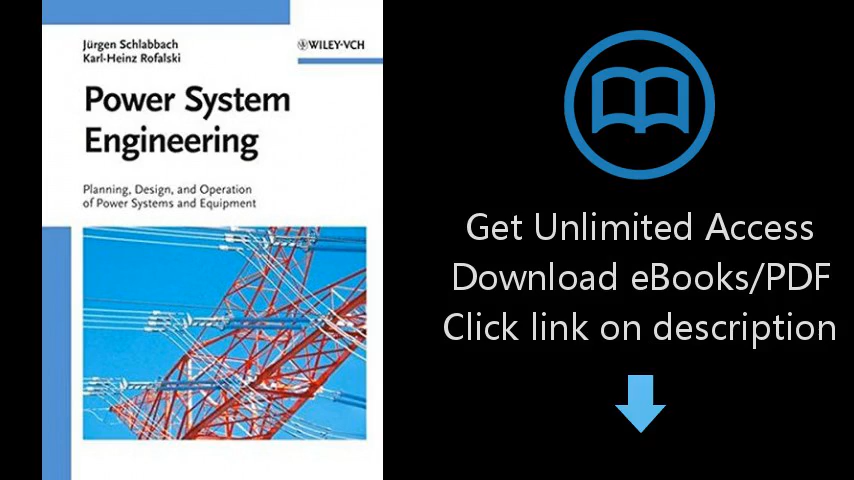 Jürgen Schlabbach
Karl-Heinz Rofalski
WILEY-VCH
Power System
Engineering
Planning, Design, and Operation
of Power Systems and Equipment
Get Unlimited Access
Download eBooks/PDF
Click link on description